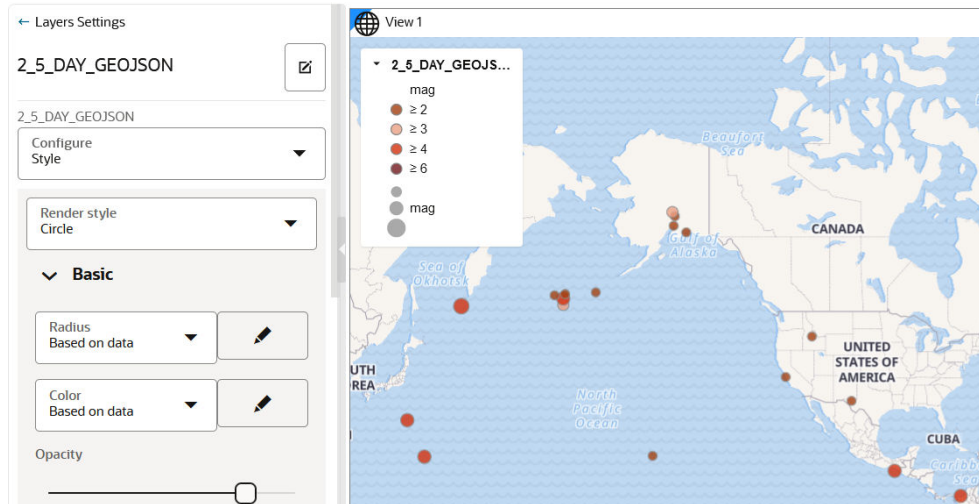 ← Layers Settings
2_5_DAY_GEOJSON
2_5_DAY_GEOJSON
Configure
Style
Render style
Circle
Basic
Radius
Based on data
Color
Based on data
Opacity
View 1
2_5_DAY_GEOJS...
mag
≥ 2
≥ 3
≥ 4
≥ 6
mag
Beaufort
Sea
CANADA
Gulf of
Alaska
Sea of
Okhotsk
UNITED
STATES OF
AMERICA
UTH
REA
North
Pacific
Ocean
CUBA
Caribb
Sea